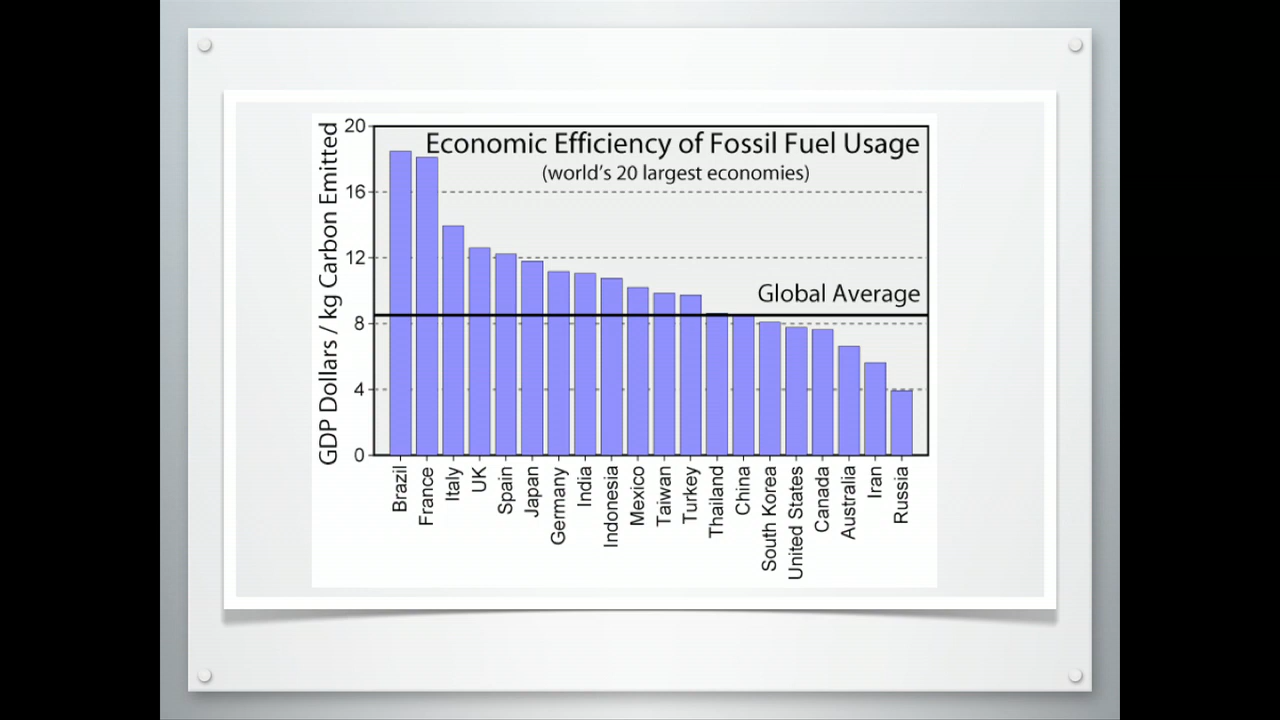 Economic Efficiency of Fossil Fuel Usage
(world's 20 largest economies)
GDP Dollars / kg Carbon Emitted
20
16
12
8
4
0
Global Average
Brazil
France
Italy
UK
Spain
Japan
Germany
India
Indonesia
Mexico
Taiwan
Turkey
Thailand
China
South Korea
United States
Canada
Australia
Iran
Russia